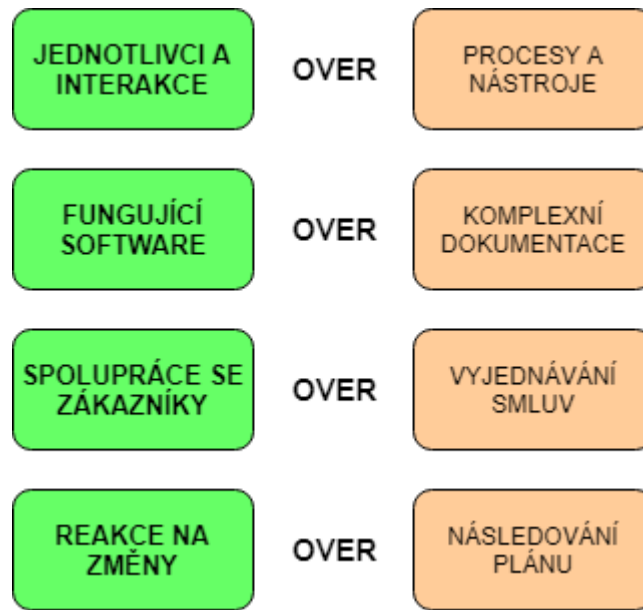 JEDNOTLIVCI A
INTERAKCE
OVER
PROCESY A
NÁSTROJE
FUNGUJÍCÍ
SOFTWARE
OVER
KOMPLEXNÍ
DOKUMENTACE
SPOLUPRÁCE SE
ZÁKAZNÍKY
OVER
VYJEDNÁVÁNÍ
SMLUV
REAKCE NA
ZMĚNY
OVER
NÁSLEDOVÁNÍ
PLÁNU